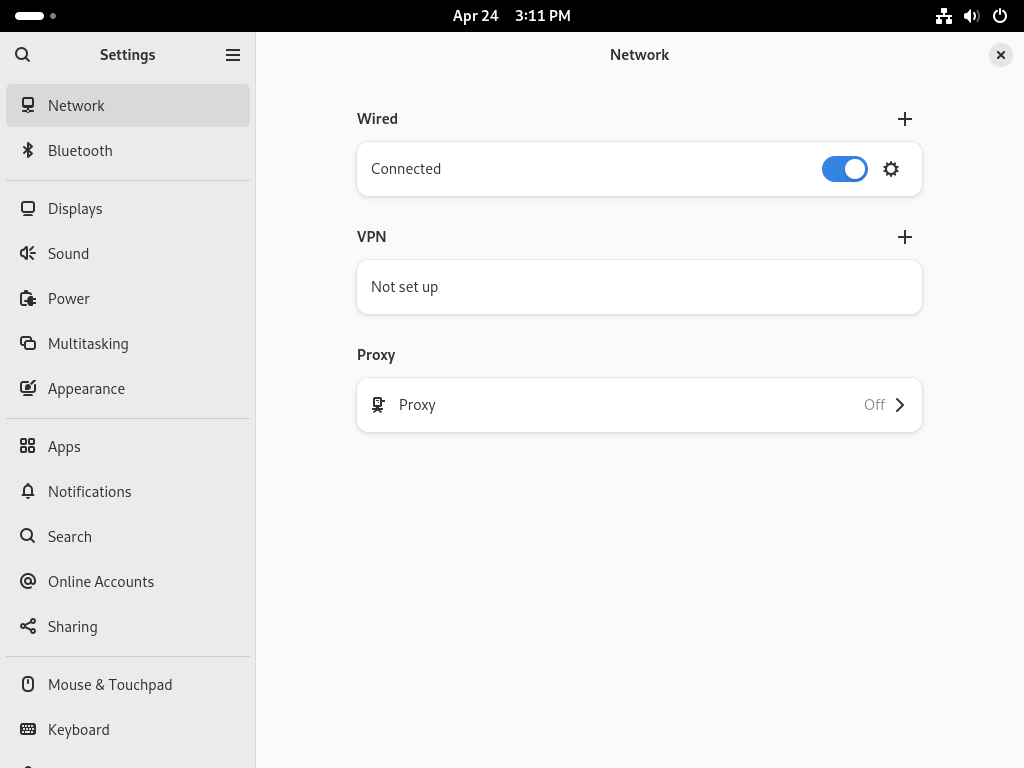 Apr 24 3:11 PM
Settings
Network
Bluetooth
Displays
Sound
Power
Multitasking
Appearance
Apps
Notifications
Search
Online Accounts
Sharing
Mouse & Touchpad
Keyboard
Network
Wired
Connected
VPN
Not set up
Proxy
Proxy Off